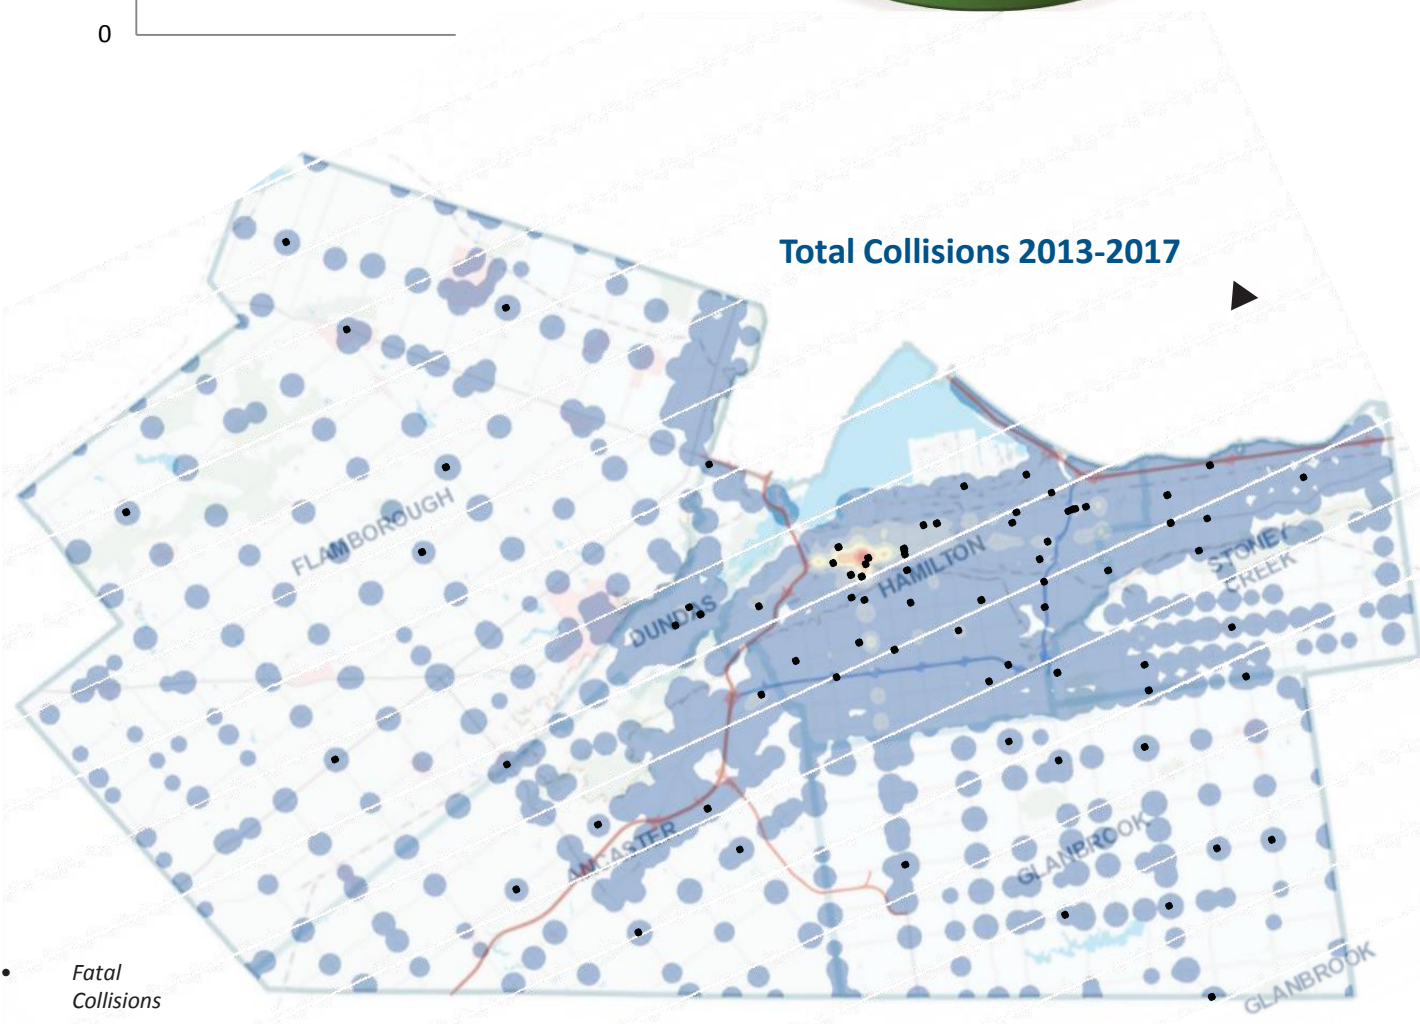 0
Total Collisions 2013-2017
FLAMBOROUGH
HAMILTON
STONEY
CREEK
DUNDAS
ANCASTER
GLANBROOK
GLANBROOK
Fatal
Collisions